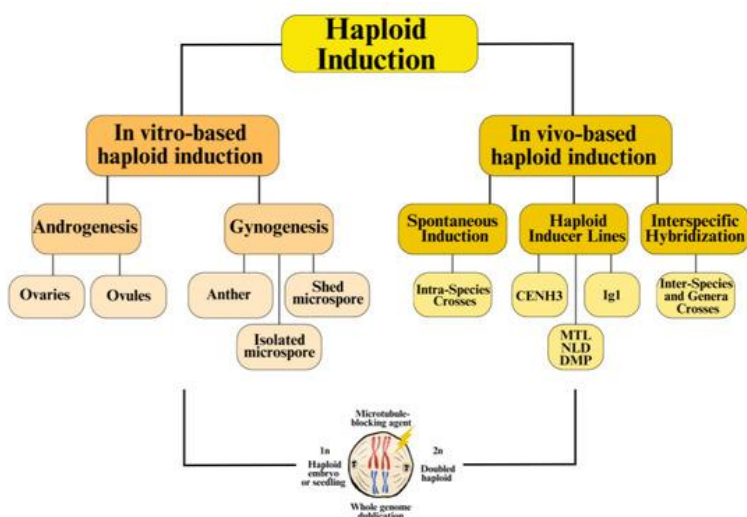 Haploid
Induction
In vitro-based
haploid induction
In vivo-based
haploid induction
Androgenesis
Gynogenesis
Spontaneous
Induction
Haploid
Inducer Lines
Interspecific
Hybridization
Ovaries
Ovules
Anther
Shed
microspore
Isolated
microspore
Intra-Species
Crosses
CENH3
Ig1
Inter-Species
and Genera
Crosses
MTL
NLD
DMP
Microtubule-
blocking agent
1n
Haploid
embryo
or seedling
2n
Doubled
haploid
Whole genome
dublication